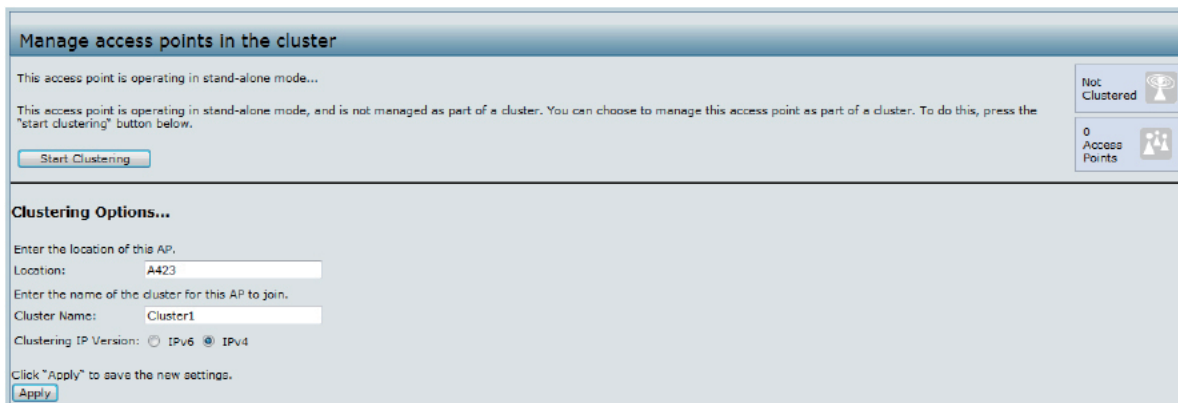 Manage access points in the cluster
This access point is operating in stand-alone mode...
This access point is operating in stand-alone mode, and is not managed as part of a cluster. You can choose to manage this access point as part of a cluster. To do this, press the
"start clustering" button below.
Start Clustering
Not
Clustered
0
Access
Points
Clustering Options...
Enter the location of this AP.
Location: A423
Enter the name of the cluster for this AP to join.
Cluster Name: Cluster1
Clustering IP Version: IPv6 IPv4
Click "Apply" to save the new settings.
Apply